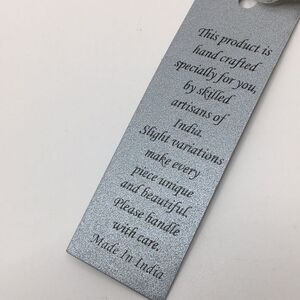 This product is
hand crafted
specially for you,
by skilled
artisans of
India.
Slight variations
make every
piece unique
and beautiful.
Please handle
with care.
Made In India